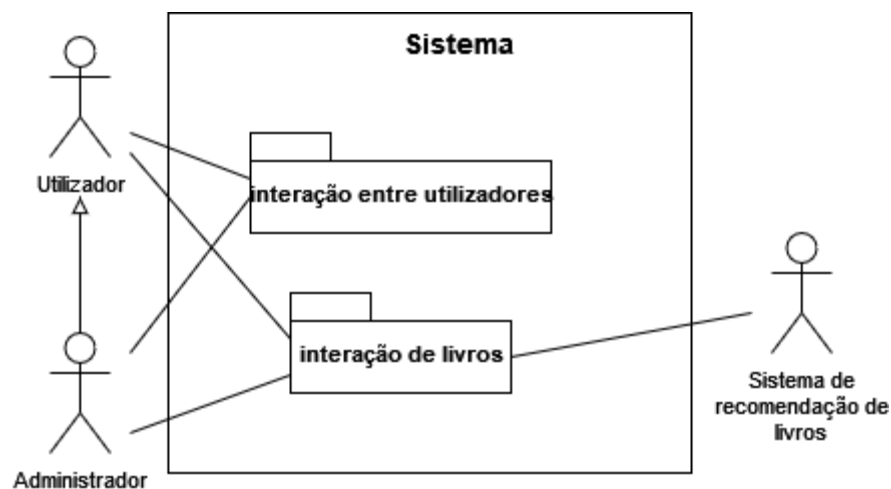 Sistema
Utilizador
interação entre utilizadores
interação de livros
Sistema de
recomendação de
livros
Administrador